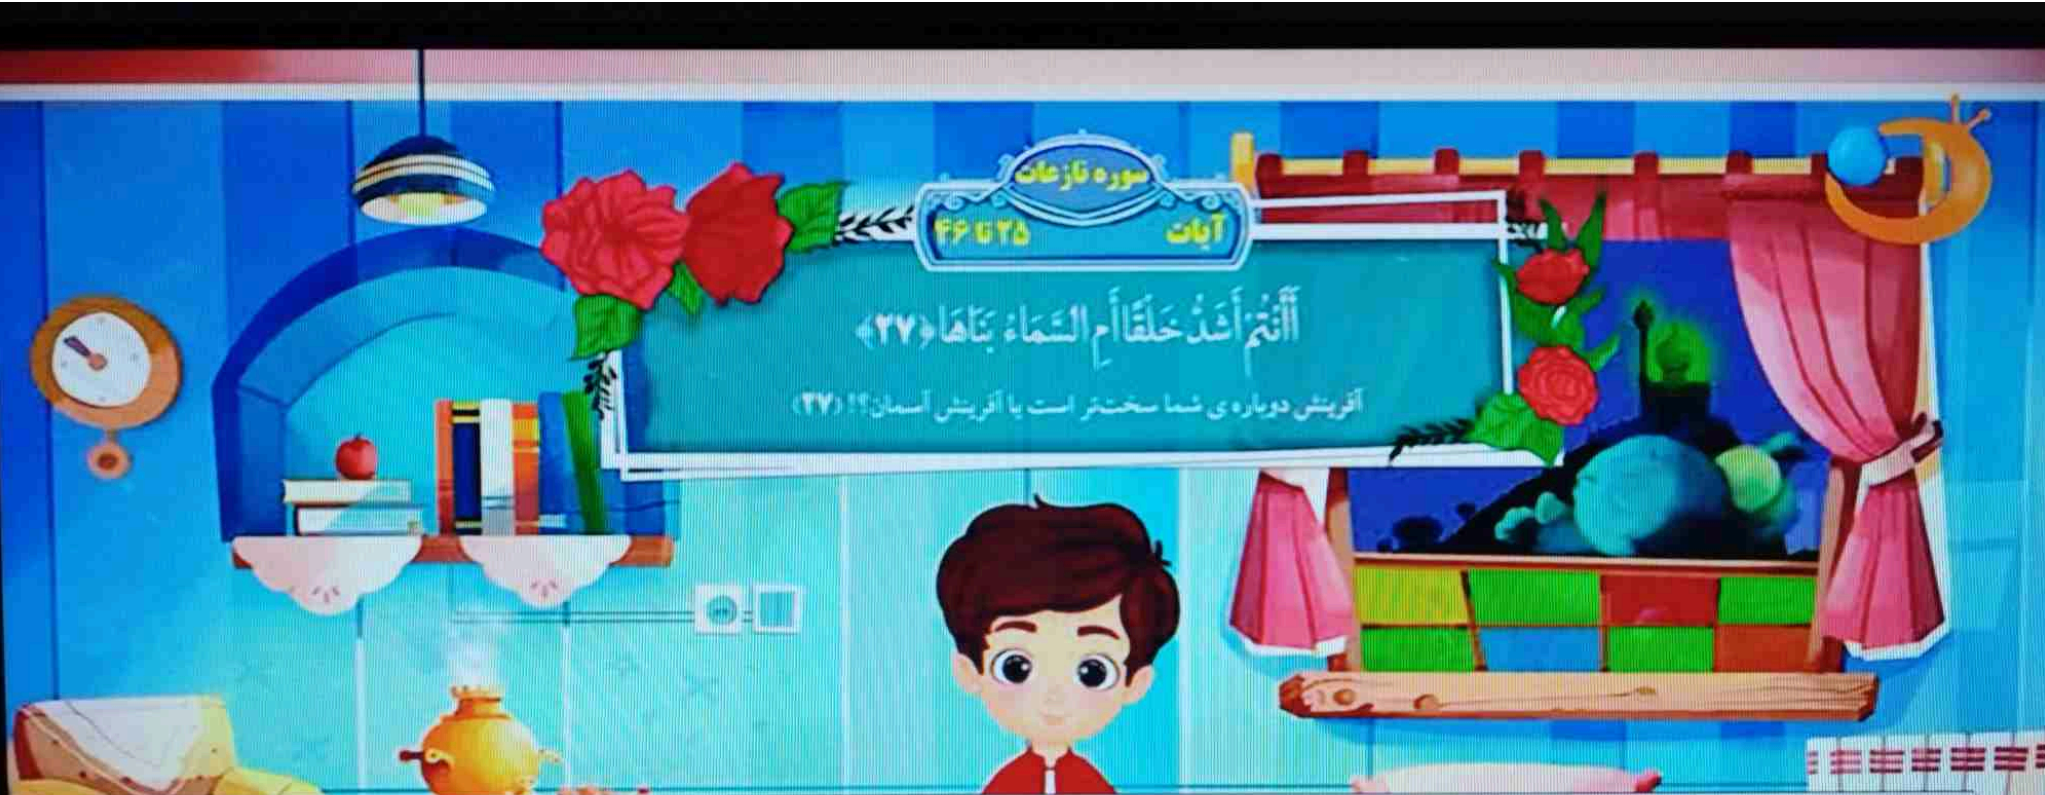 سوره نازعات
آیات ۲۵ تا ۴۶
أَأَنتُمْ أَشَدُّ خَلْقًا أَمِ السَّمَاءُ بَنَاهَا ﴿۲۷﴾
آفرینش دوباره ی شما سخت‌تر است یا آفرینش آسمان؟! (۲۷)